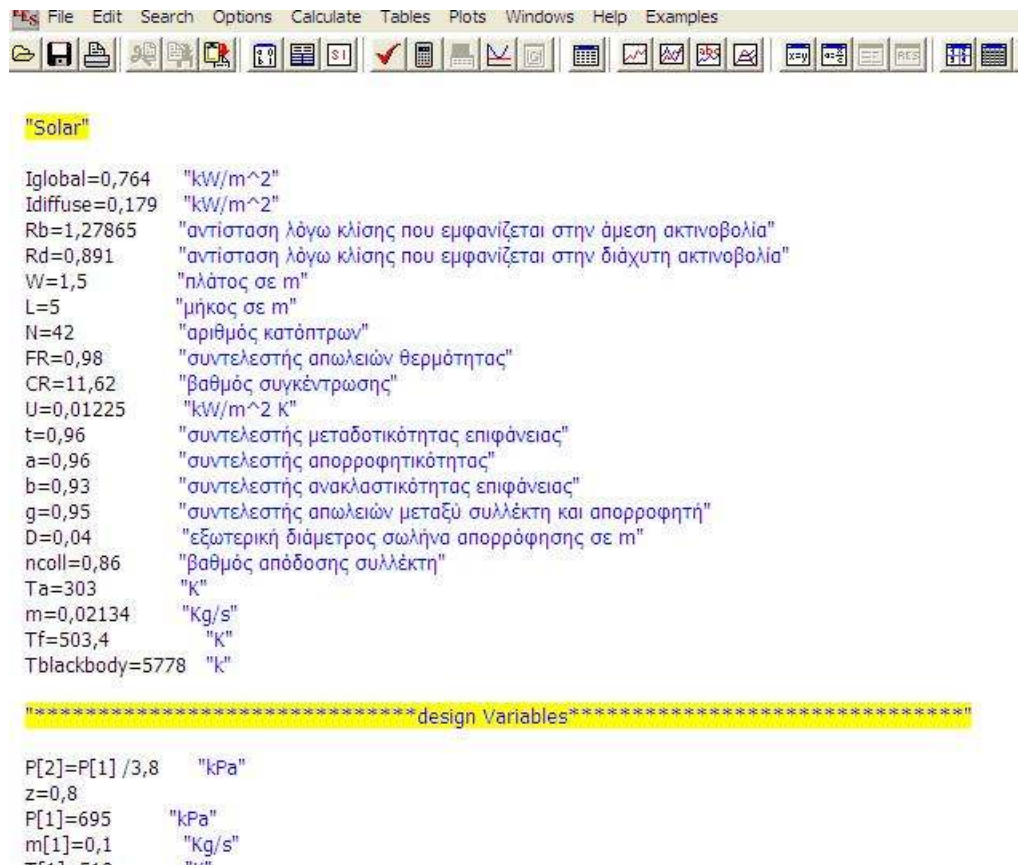 File Edit Search Options Calculate Tables Plots Windows Help Examples
"Solar"
Iglobal=0,764 "kW/m^2"
Idiffuse=0,179 "kW/m^2"
Rb=1,27865 "αντίσταση λόγω κλίσης που εμφανίζεται στην άμεση ακτινοβολία"
Rd=0,891 "αντίσταση λόγω κλίσης που εμφανίζεται στην διάχυτη ακτινοβολία"
W=1,5 "πλάτος σε m"
L=5 "μήκος σε m"
N=42 "αριθμός κατόπτρων"
FR=0,98 "συντελεστής απωλειών θερμότητας"
CR=11,62 "βαθμός συγκέντρωσης"
U=0,01225 "kW/m^2 K"
t=0,96 "συντελεστής μεταδοτικότητας επιφάνειας"
a=0,96 "συντελεστής απορροφητικότητας"
b=0,93 "συντελεστής ανακλαστικότητας επιφάνειας"
g=0,95 "συντελεστής απωλειών μεταξύ συλλέκτη και απορροφητή"
D=0,04 "εξωτερική διάμετρος σωλήνα απορρόφησης σε m"
ncoll=0,86 "βαθμός απόδοσης συλλέκτη"
Ta=303 "K"
m=0,02134 "Kg/s"
Tf=503,4 "K"
Tblackbody=5778 "k"
"******************************design Variables*******************************"
P[2]=P[1] /3,8 "kPa"
z=0,8
P[1]=695 "kPa"
m[1]=0,1 "Kg/s"